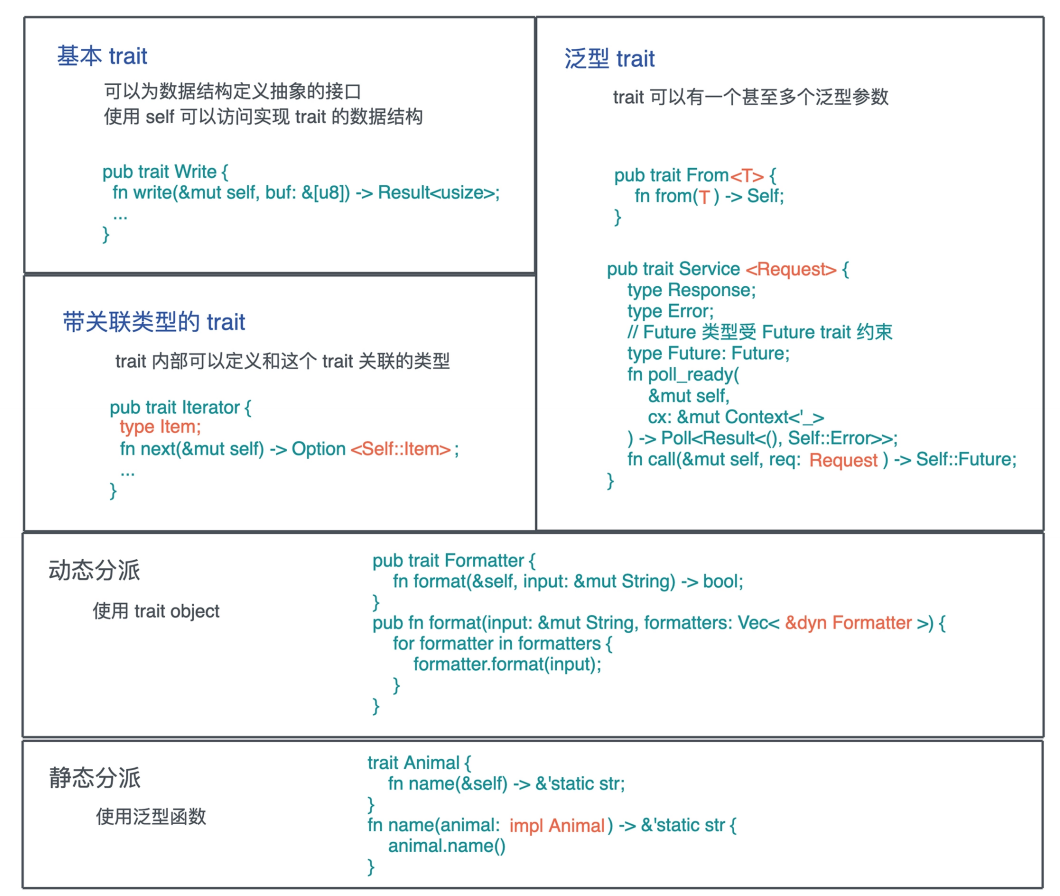 基本 trait
可以为数据结构定义抽象的接口
使用 self 可以访问实现 trait 的数据结构
pub trait Write {
fn write(&mut self, buf: &[u8]) -> Result<usize>;
...
}
带关联类型的 trait
trait 内部可以定义和这个 trait 关联的类型
pub trait Iterator {
type Item;
fn next(&mut self) -> Option <Self::Item> ;
...
}
泛型 trait
trait 可以有一个甚至多个泛型参数
pub trait From<T> {
fn from(T ) -> Self;
}
pub trait Service <Request> {
type Response;
type Error;
// Future 类型受 Future trait 约束
type Future: Future;
fn poll_ready(
&mut self,
cx: &mut Context<'_>
) -> Poll<Result<(), Self::Error>>;
fn call(&mut self, req: Request ) -> Self::Future;
}
动态分派
使用 trait object
pub trait Formatter {
fn format(&self, input: &mut String) -> bool;
}
pub fn format(input: &mut String, formatters: Vec< &dyn Formatter >) {
for formatter in formatters {
formatter.format(input);
}
}
静态分派
使用泛型函数
trait Animal {
fn name(&self) -> &'static str;
}
fn name(animal: impl Animal) -> &'static str {
animal.name()
}